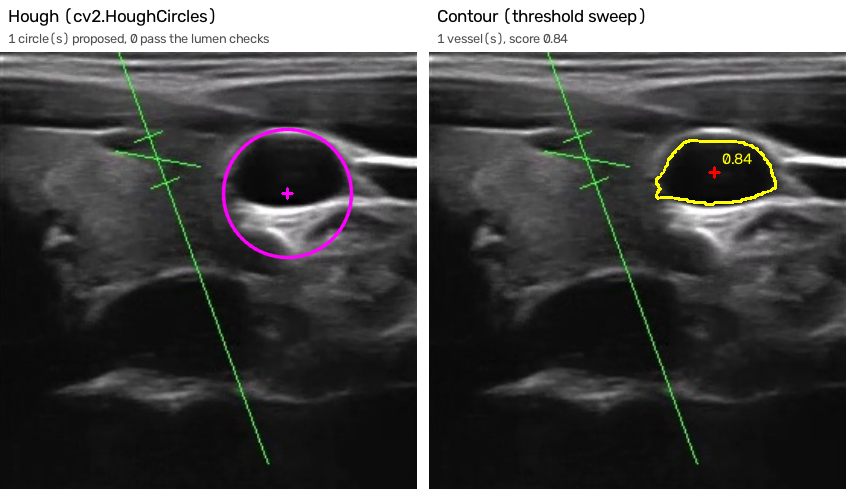 Hough (cv2.HoughCircles)
1 circle(s) proposed, 0 pass the lumen checks
Contour (threshold sweep)
1 vessel(s), score 0.84
0.84